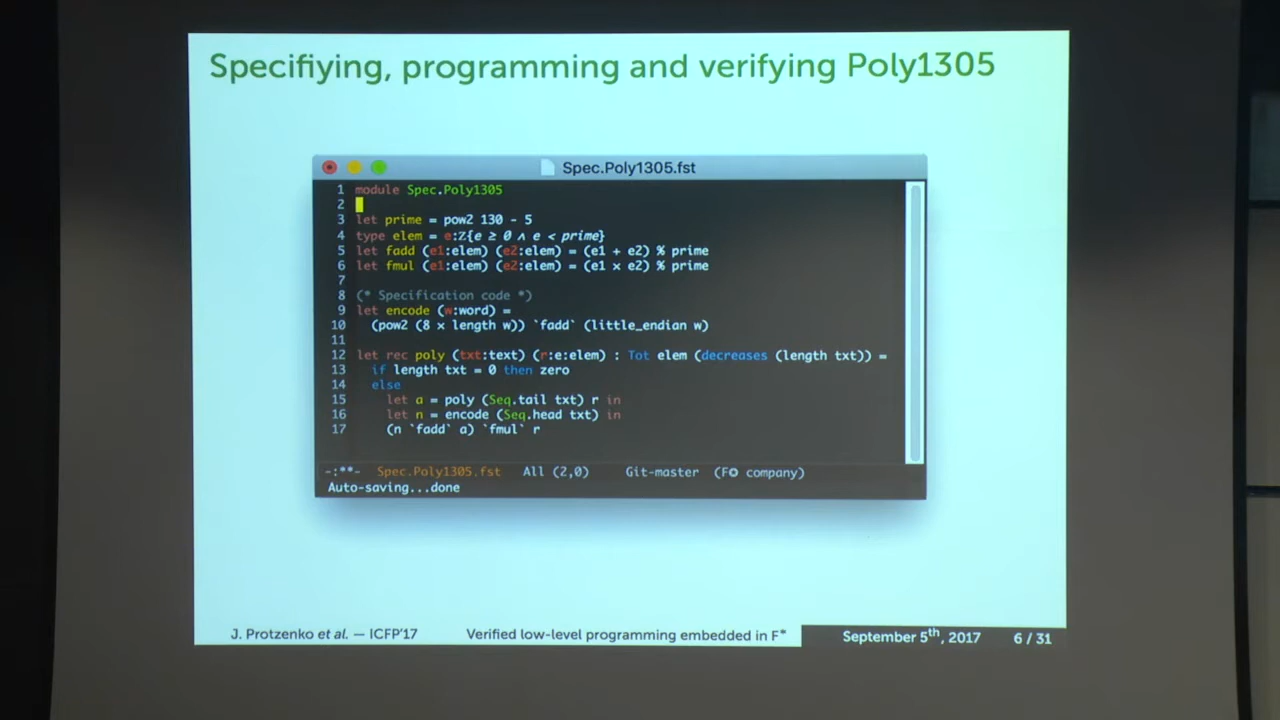 Specifiying, programming and verifying Poly1305
Spec.Poly1305.fst
1 module Spec.Poly1305
2
3 let prime = pow2 130 - 5
4 type elem = e:ℤ{e ≥ 0 ∧ e < prime}
5 let fadd (e1:elem) (e2:elem) = (e1 + e2) % prime
6 let fmul (e1:elem) (e2:elem) = (e1 × e2) % prime
7
8 (* Specification code *)
9 let encode (w:word) =
10 (pow2 (8 × length w)) `fadd` (little_endian w)
11
12 let rec poly (txt:text) (r:e:elem) : Tot elem (decreases (length txt)) =
13 if length txt = 0 then zero
14 else
15 let a = poly (Seq.tail txt) r in
16 let n = encode (Seq.head txt) in
17 (n `fadd` a) `fmul` r
-:**- Spec.Poly1305.fst All (2,0) Git-master (F✪ company)
Auto-saving...done
J. Protzenko et al. — ICFP'17 Verified low-level programming embedded in F* September 5th, 2017 6 / 31